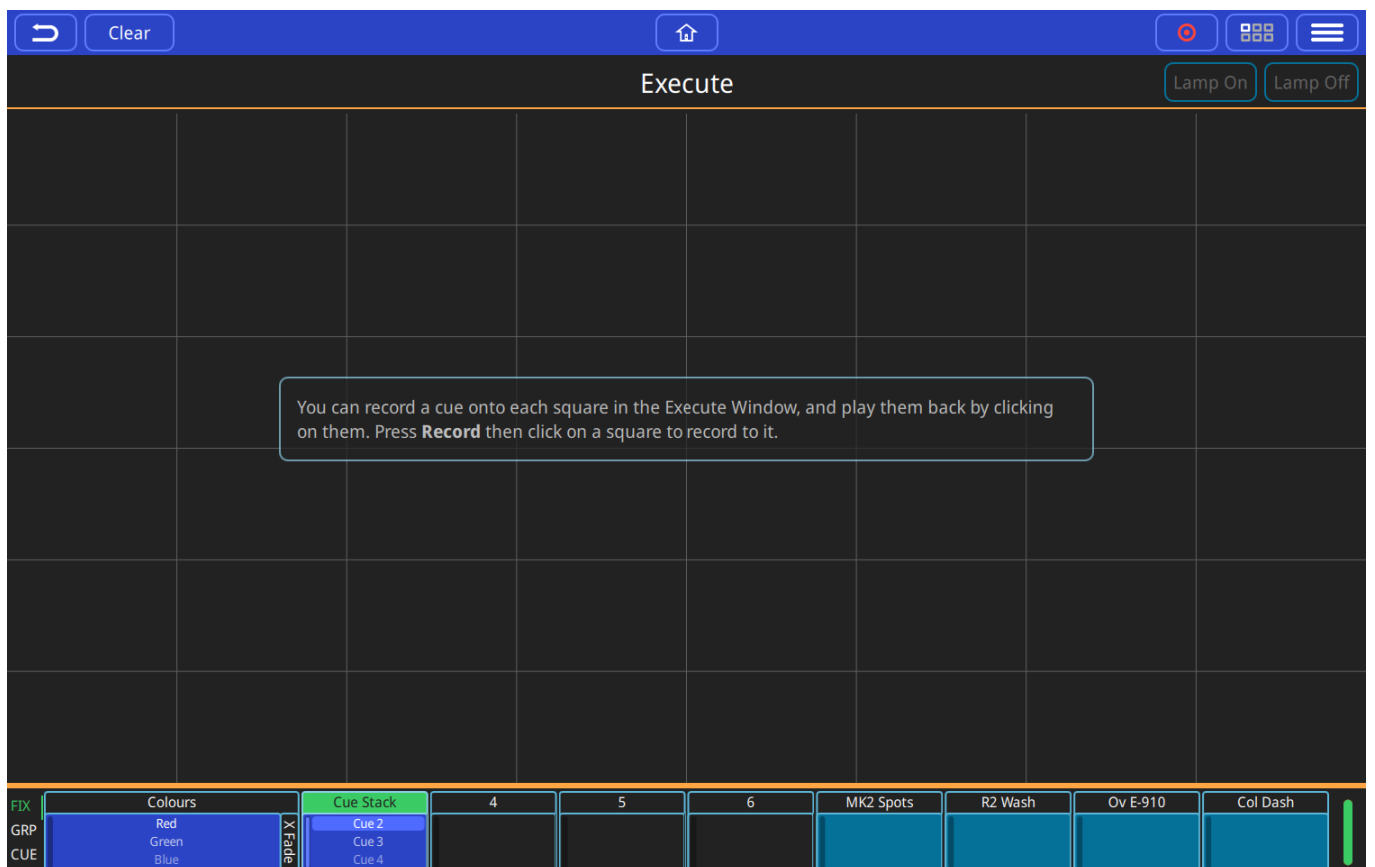 Clear
Execute
Lamp On
Lamp Off
You can record a cue onto each square in the Execute Window, and play them back by clicking
on them. Press Record then click on a square to record to it.
FIX
GRP
CUE
Colours
Red
Green
Blue
X Fade
Cue Stack
Cue 2
Cue 3
Cue 4
4
5
6
MK2 Spots
R2 Wash
Ov E-910
Col Dash